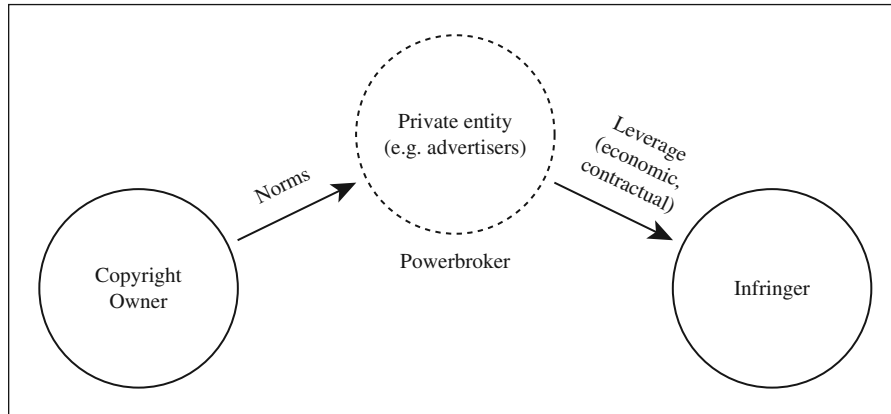 Private entity
(e.g. advertisers)
Leverage
(economic,
contractual)
Norms
Powerbroker
Copyright
Owner
Infringer